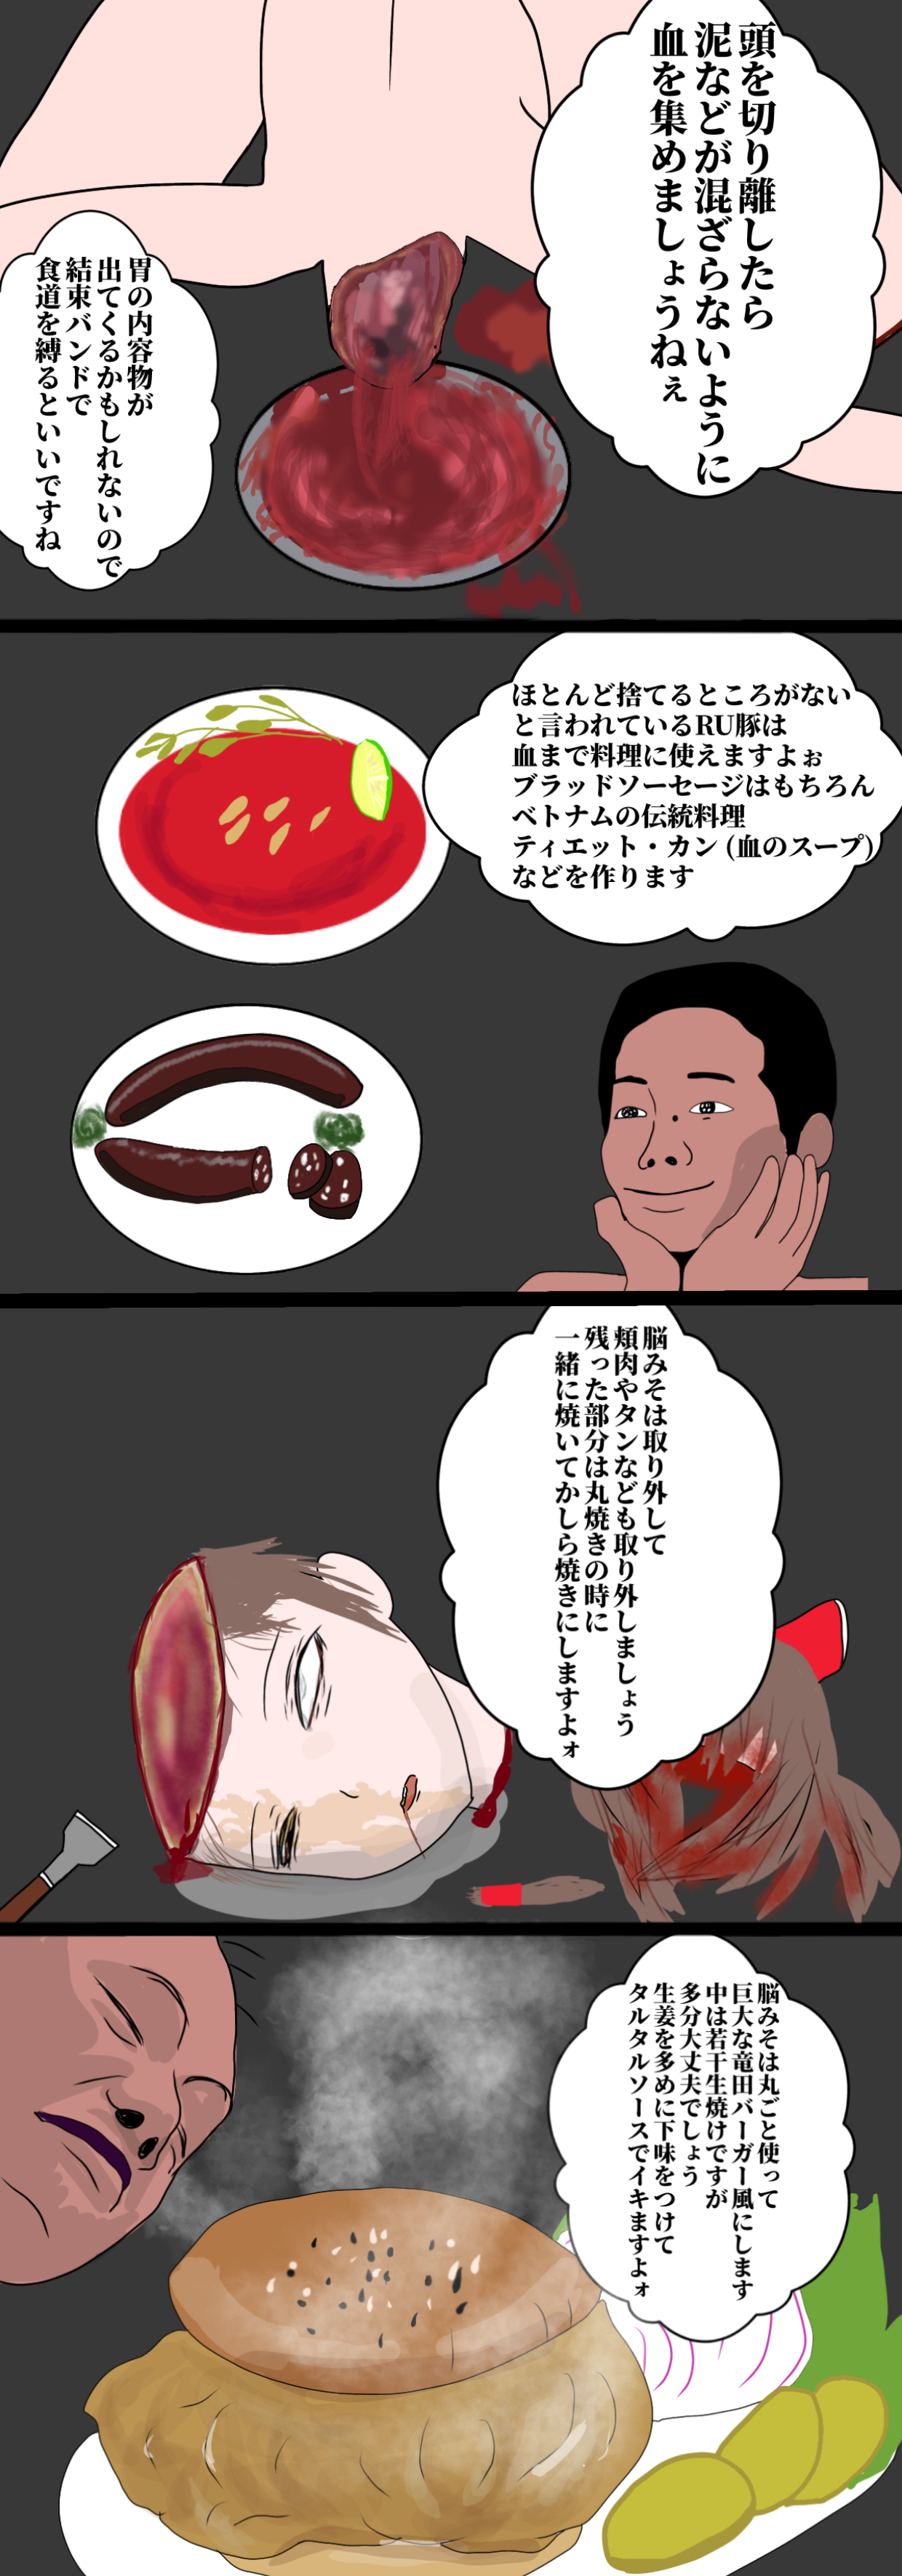 頭を切り離したら
泥などが混ざらないように
血を集めましょうねぇ
胃の内容物が
出てくるかもしれないので
結束バンドで
食道を縛るといいですね
ほとんど捨てるところがない
と言われているRU豚は
血まで料理に使えますよぉ
ブラッドソーセージはもちろん
ベトナムの伝統料理
ティエット・カン (血のスープ)
などを作ります
脳みそは取り外して
頬肉やタンなども取り外しましょう
残った部分は丸焼きの時に
一緒に焼いてかしら焼きにしますよォ
脳みそは丸ごと使って
巨大な竜田バーガー風にします
中は若干生焼けですが
多分大丈夫でしょう
生姜を多めに下味をつけて
タルタルソースでイキますよォ